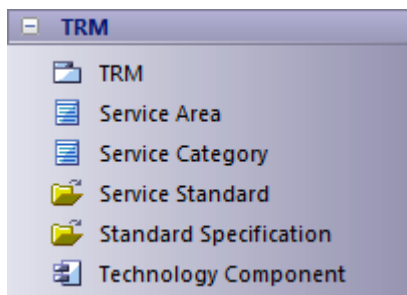 TRM
TRM
Service Area
Service Category
Service Standard
Standard Specification
Technology Component